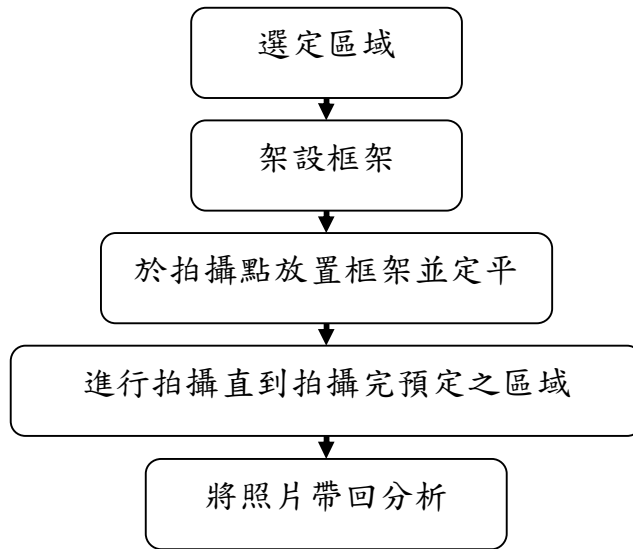 選定區域
架設框架
於拍攝點放置框架並定平
進行拍攝直到拍攝完預定之區域
將照片帶回分析